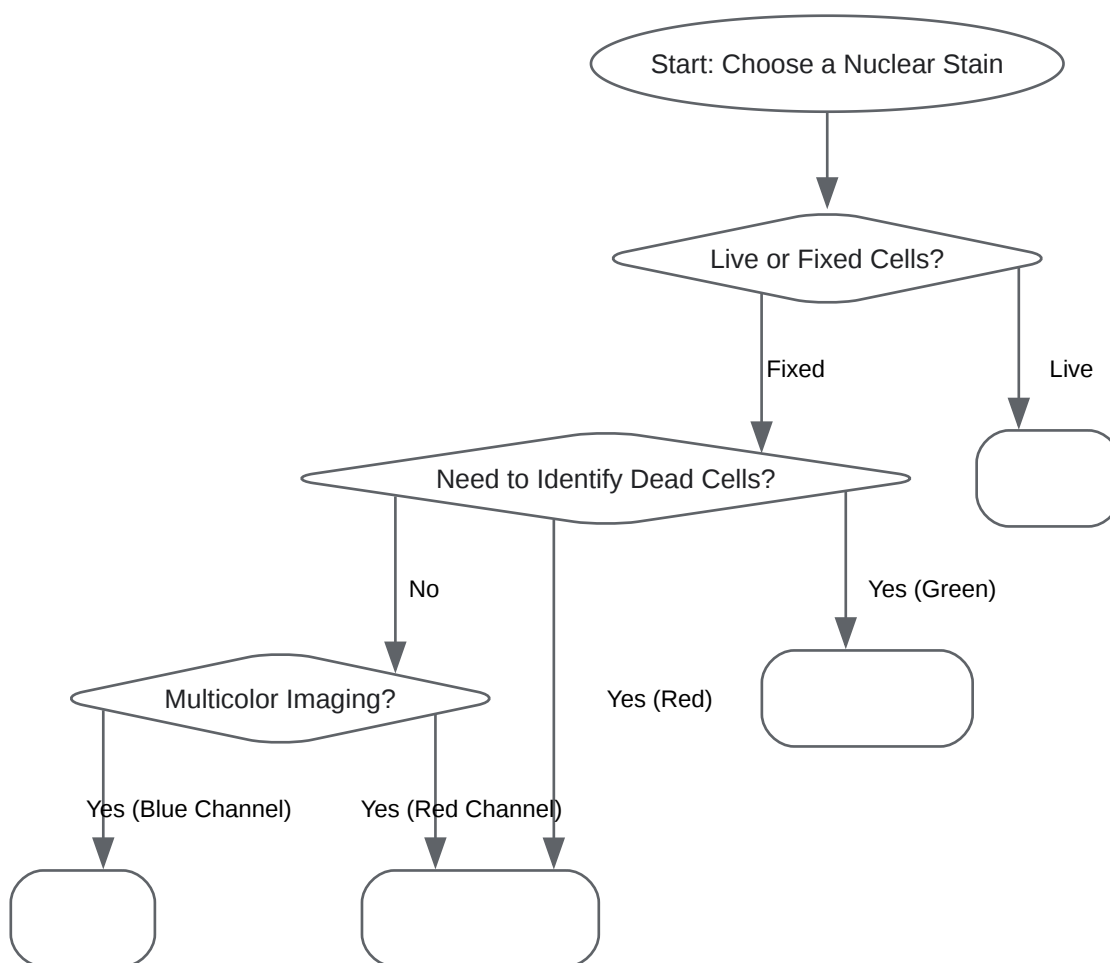 Start: Choose a Nuclear Stain
Live or Fixed Cells?
Fixed
Live
Need to Identify Dead Cells?
No
Yes (Green)
Multicolor Imaging?
Yes (Red)
Yes (Blue Channel)
Yes (Red Channel)